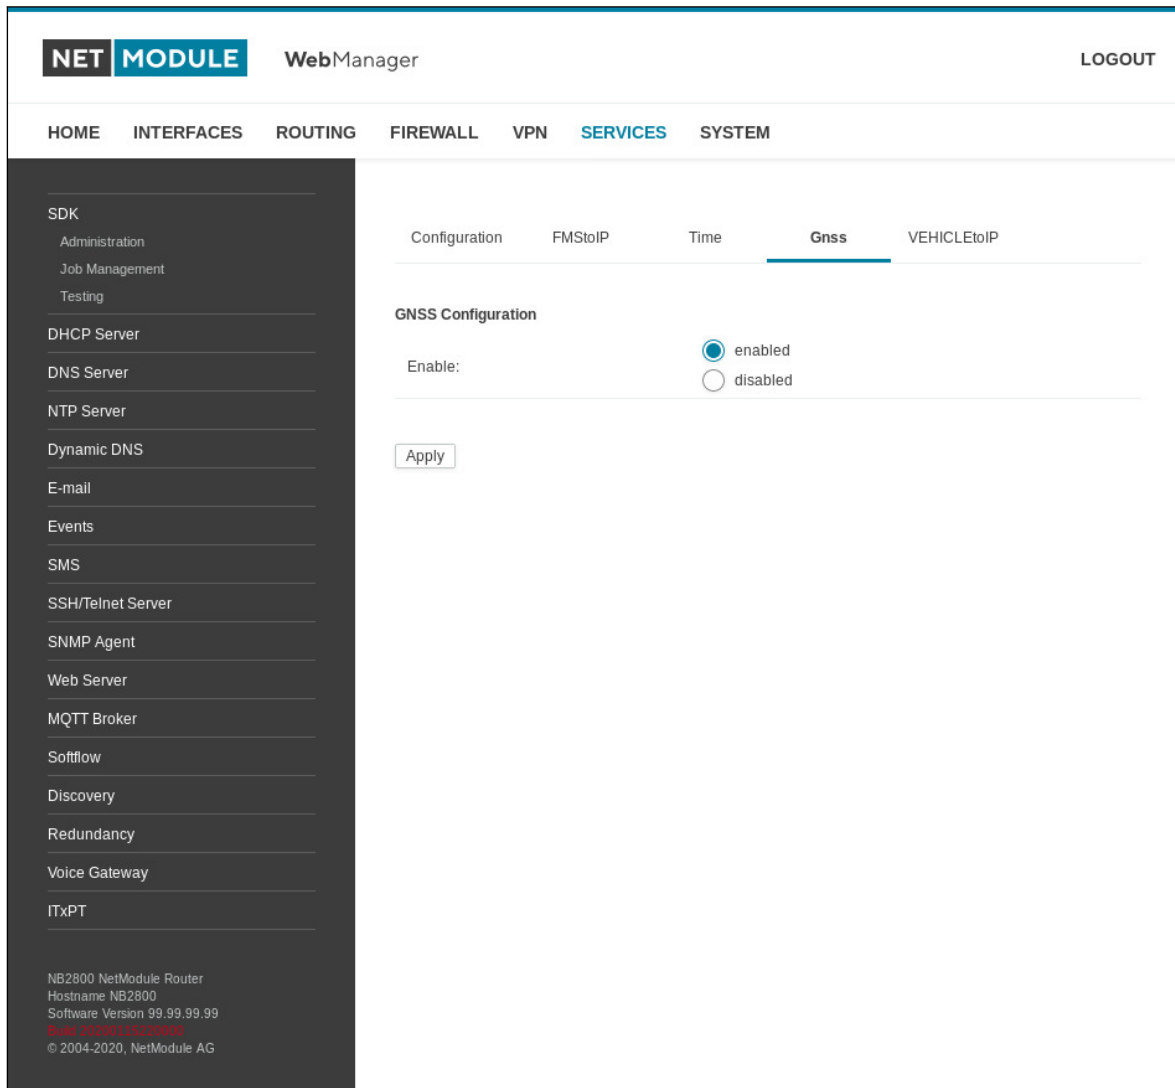 NET MODULE WebManager LOGOUT
HOME INTERFACES ROUTING FIREWALL VPN SERVICES SYSTEM
SDK
Administration
Job Management
Testing
DHCP Server
DNS Server
NTP Server
Dynamic DNS
E-mail
Events
SMS
SSH/Telnet Server
SNMP Agent
Web Server
MQTT Broker
Softflow
Discovery
Redundancy
Voice Gateway
ITxPT
NB2800 NetModule Router
Hostname NB2800
Software Version 99.99.99.99
Build
© 2004-2020, NetModule AG
Configuration FMStoIP Time Gnss VEHICLEtoIP
GNSS Configuration
Enable:
enabled
disabled
Apply